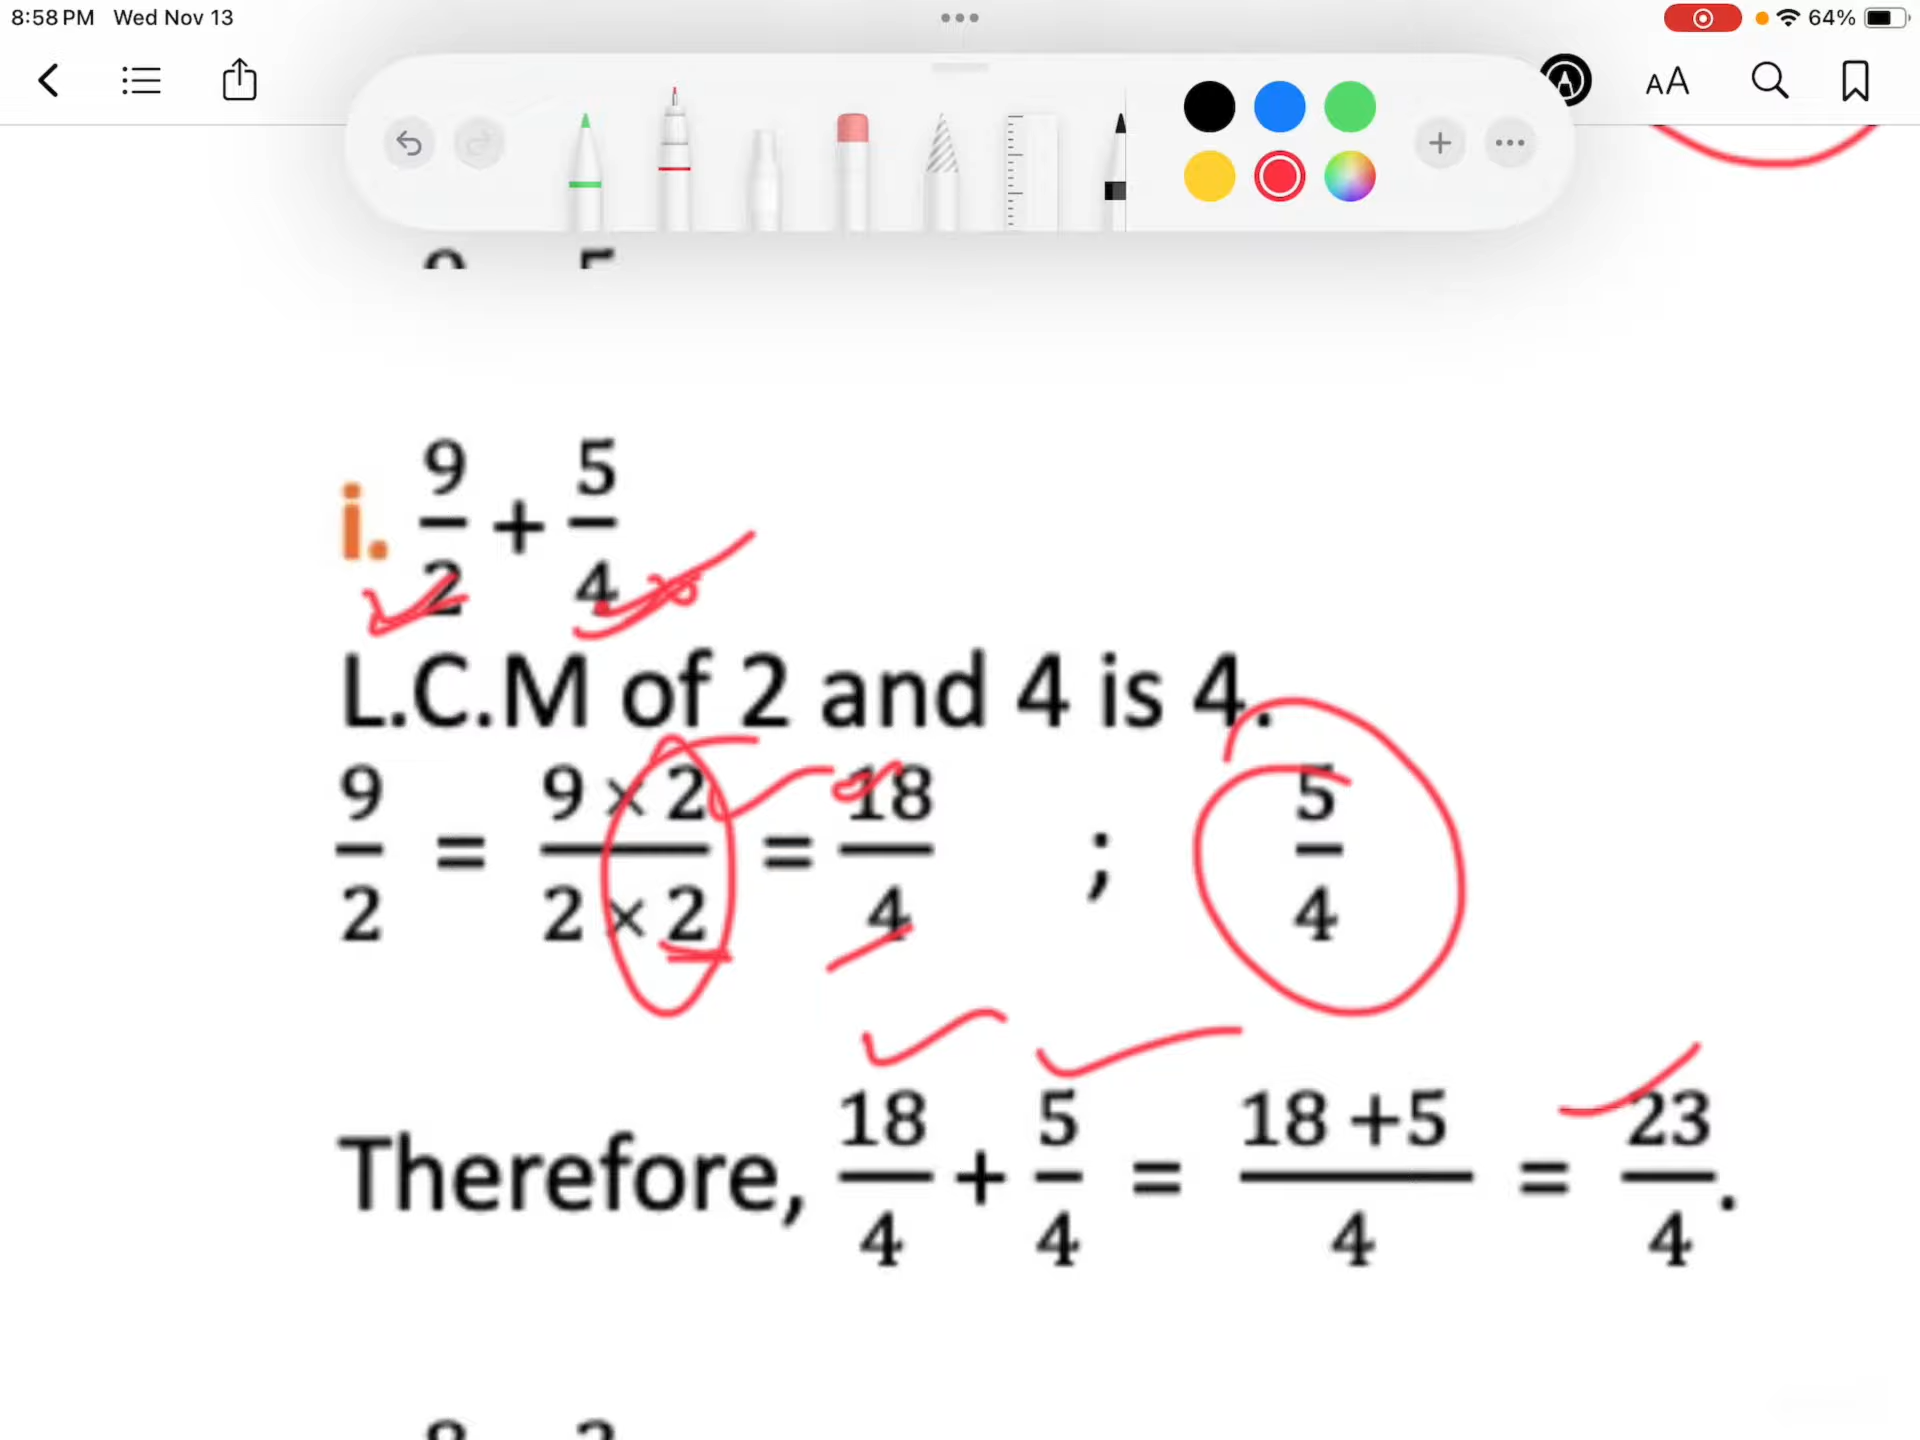 8:58 PM Wed Nov 13
64%
AA
i. 9/2 + 5/4
L.C.M of 2 and 4 is 4.
9/2 = 9 × 2/2 × 2 = 18/4 ; 5/4
Therefore, 18/4 + 5/4 = 18 +5/4 = 23/4.